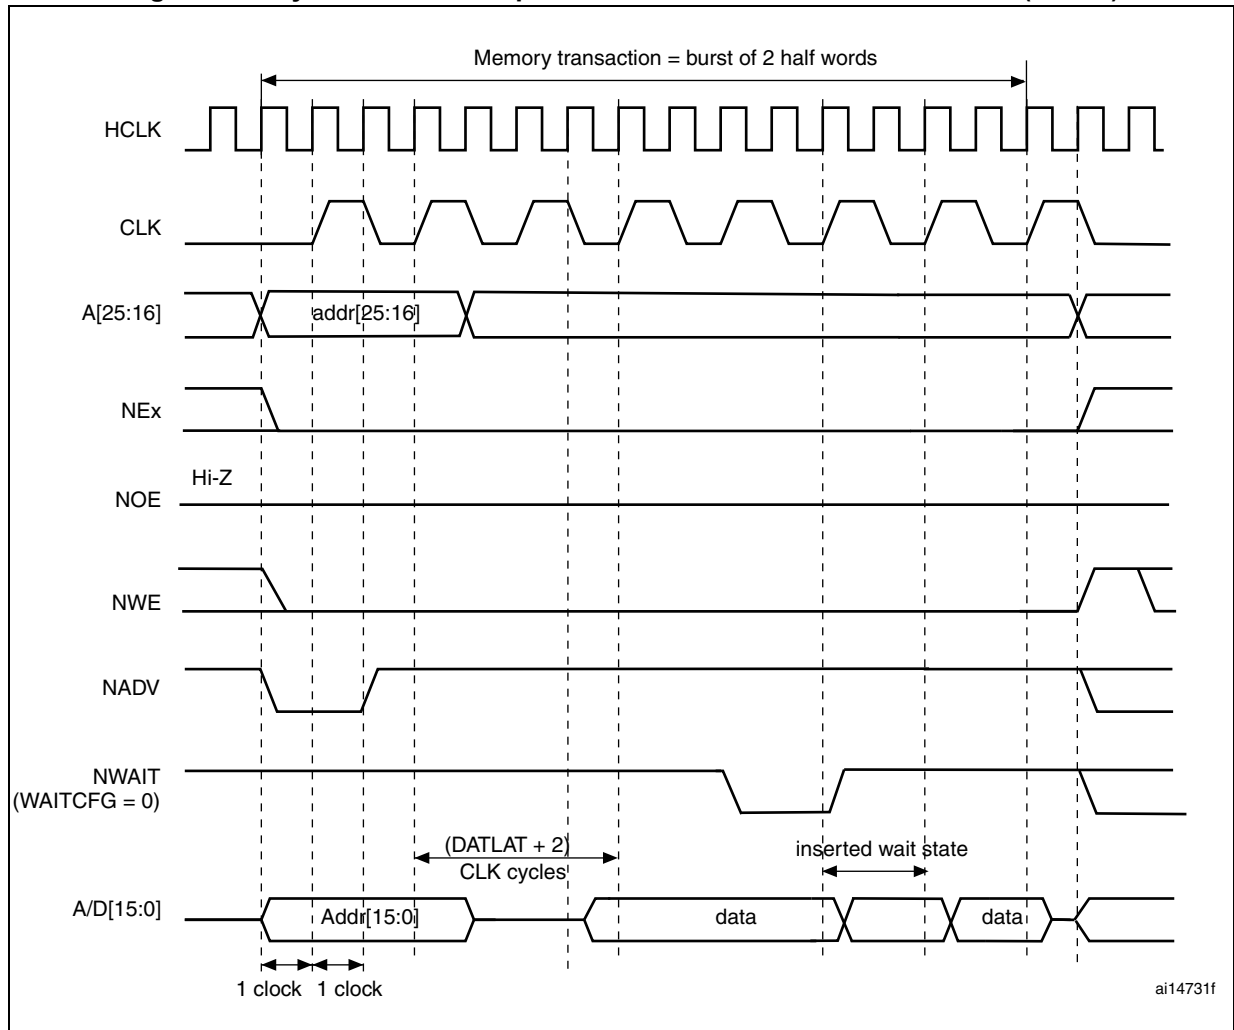 Memory transaction = burst of 2 half words
HCLK
CLK
A[25:16]
addr[25:16]
NEx
Hi-Z
NOE
NWE
NADV
NWAIT
(WAITCFG = 0)
(DATLAT + 2)
CLK cycles
inserted wait state
A/D[15:0]
Addr[15:0]
data
data
1 clock
1 clock
ai14731f